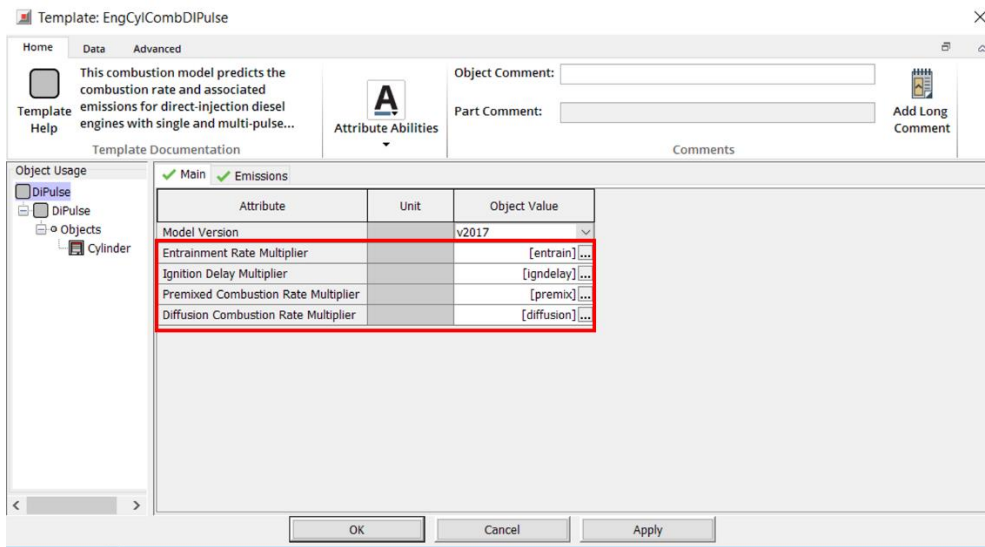 Template: EngCylCombDIPulse
Home Data Advanced
Template Help
This combustion model predicts the
combustion rate and associated
emissions for direct-injection diesel
engines with single and multi-pulse...
Template Documentation
A
Attribute Abilities
Object Comment:
Part Comment:
Add Long
Comment
Comments
Object Usage
DiPulse
DiPulse
Objects
Cylinder
Main Emissions
Attribute Unit Object Value
Model Version v2017
Entrainment Rate Multiplier [entrain] ...
Ignition Delay Multiplier [igndelay] ...
Premixed Combustion Rate Multiplier [premix] ...
Diffusion Combustion Rate Multiplier [diffusion] ...
OK Cancel Apply